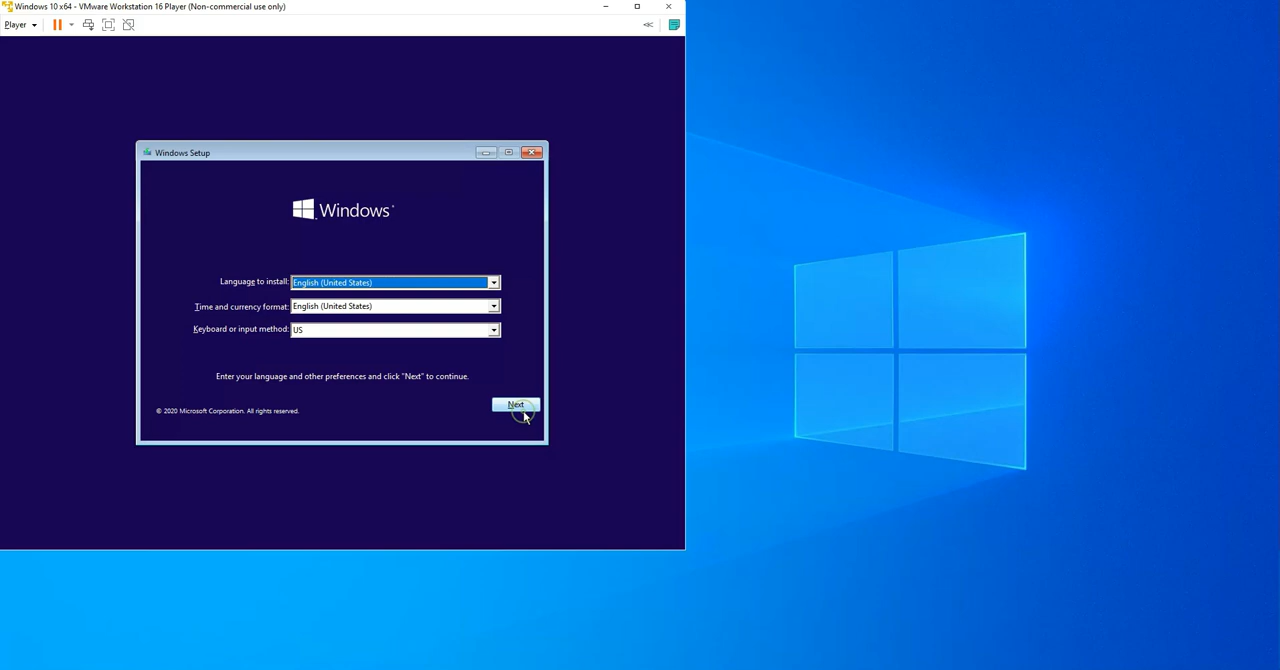 Windows 10 x64 - VMware Workstation 16 Player (Non-commercial use only)
Player
Windows Setup
Windows
Language to install: English (United States)
Time and currency format: English (United States)
Keyboard or input method: US
Enter your language and other preferences and click "Next" to continue.
Next
© 2020 Microsoft Corporation. All rights reserved.